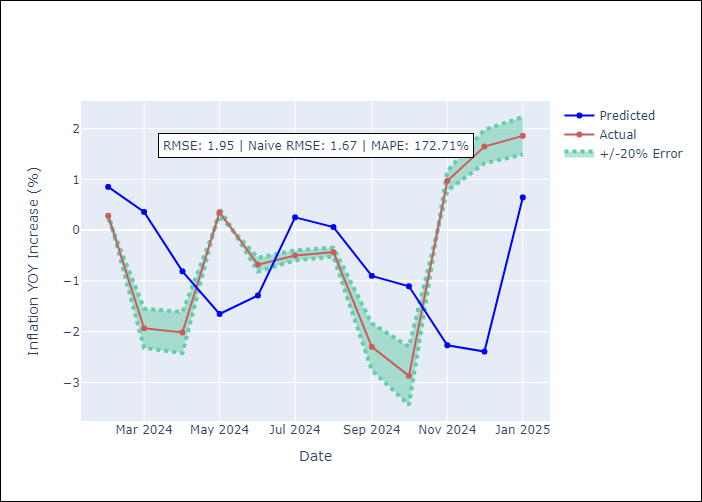 RMSE: 1.95 | Naive RMSE: 1.67 | MAPE: 172.71%
Predicted
Actual
+/-20% Error
Inflation YOY Increase (%)
2
1
0
−1
−2
−3
Mar 2024
May 2024
Jul 2024
Sep 2024
Nov 2024
Jan 2025
Date